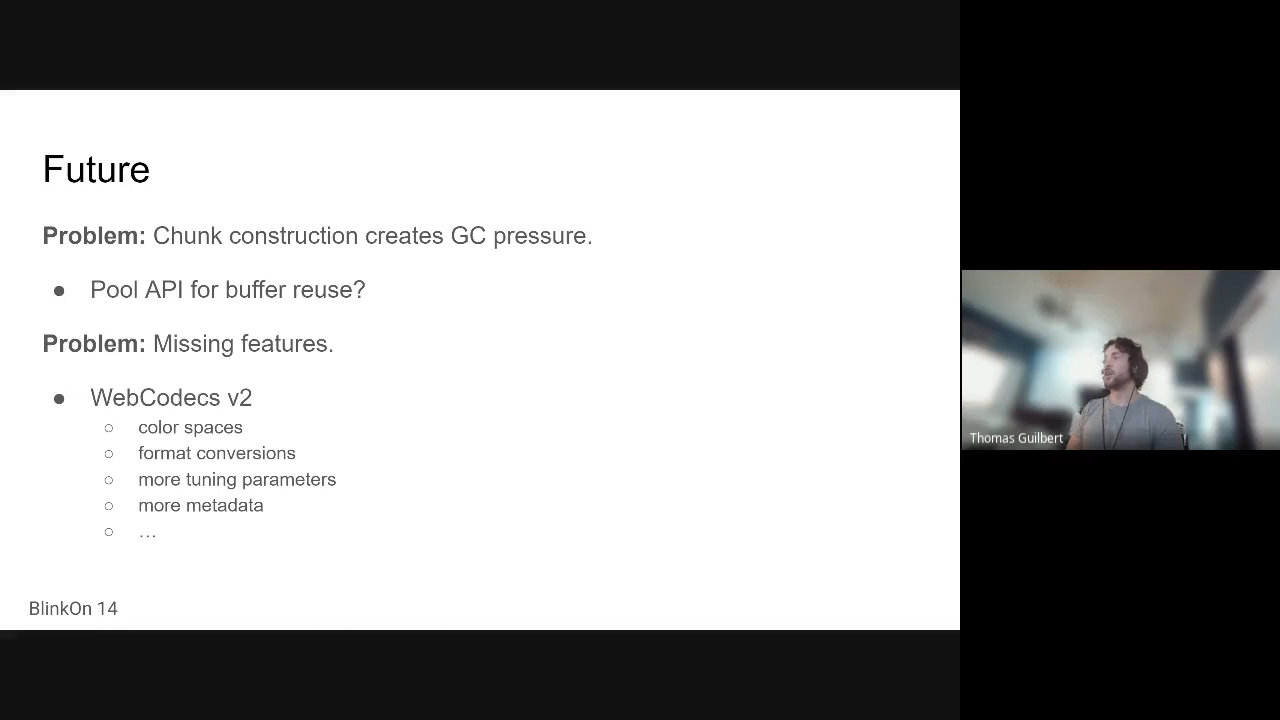 Future
Problem: Chunk construction creates GC pressure.
● Pool API for buffer reuse?
Problem: Missing features.
● WebCodecs v2
○ color spaces
○ format conversions
○ more tuning parameters
○ more metadata
○ …
BlinkOn 14
Thomas Guilbert